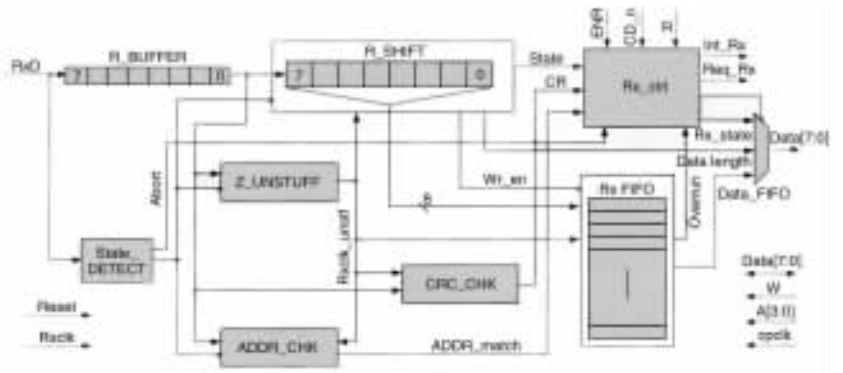 RxD
R_BUFFER
7
0
R_SHIFT
7
0
State
CR
ENR
CD_n
R
Rx_ctrl
Int_Rx
Req_Rx
Rx_state
Data length
Data[7:0]
Data_FIFO
Abort
Z_UNSTUFF
Rxclk_unstf
8
Wr_en
Rx FIFO
Overrun
State_
DETECT
CRC_CHK
ADDR_CHK
ADDR_match
Reset
Rxclk
Data[7:0]
W
A[3:0]
opclk